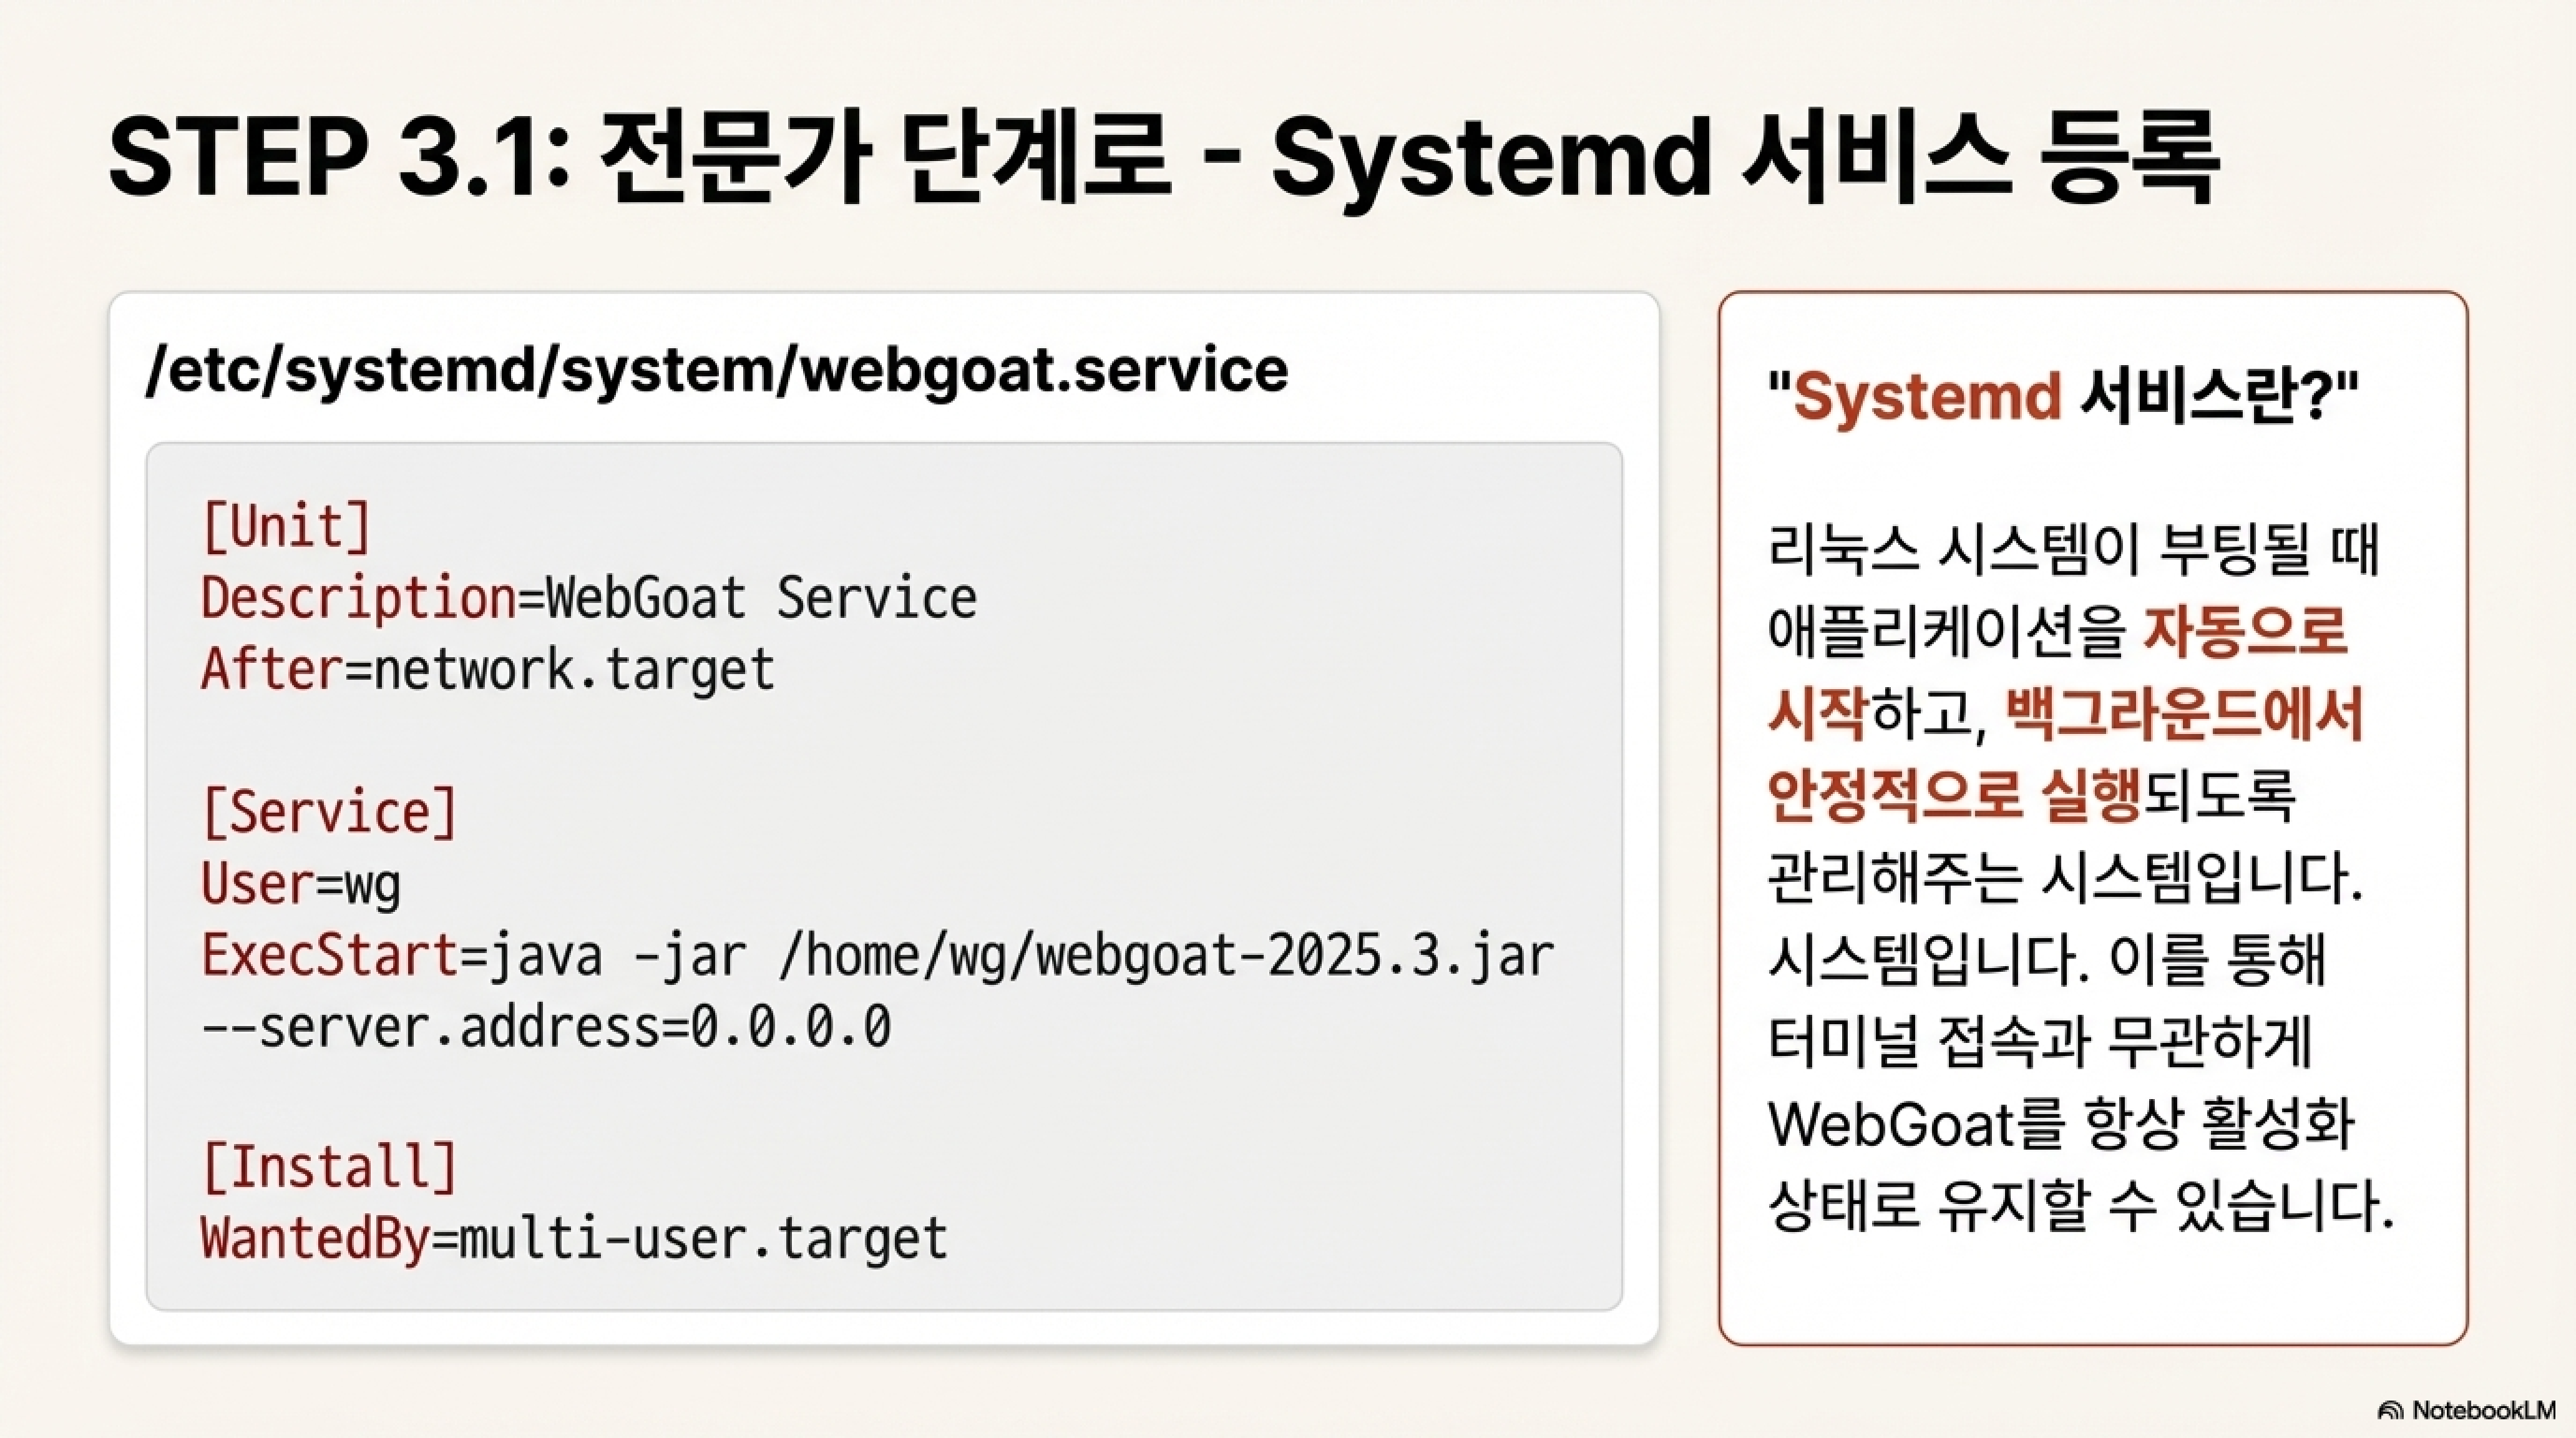 STEP 3.1: 전문가 단계로 - Systemd 서비스 등록
/etc/systemd/system/webgoat.service
[Unit]
Description=WebGoat Service
After=network.target
[Service]
User=wg
ExecStart=java -jar /home/wg/webgoat-2025.3.jar
--server.address=0.0.0.0
[Install]
WantedBy=multi-user.target
"Systemd 서비스란?"
리눅스 시스템이 부팅될 때
애플리케이션을 자동으로
시작하고, 백그라운드에서
안정적으로 실행되도록
관리해주는 시스템입니다.
시스템입니다. 이를 통해
터미널 접속과 무관하게
WebGoat를 항상 활성화
상태로 유지할 수 있습니다.
NotebookLM